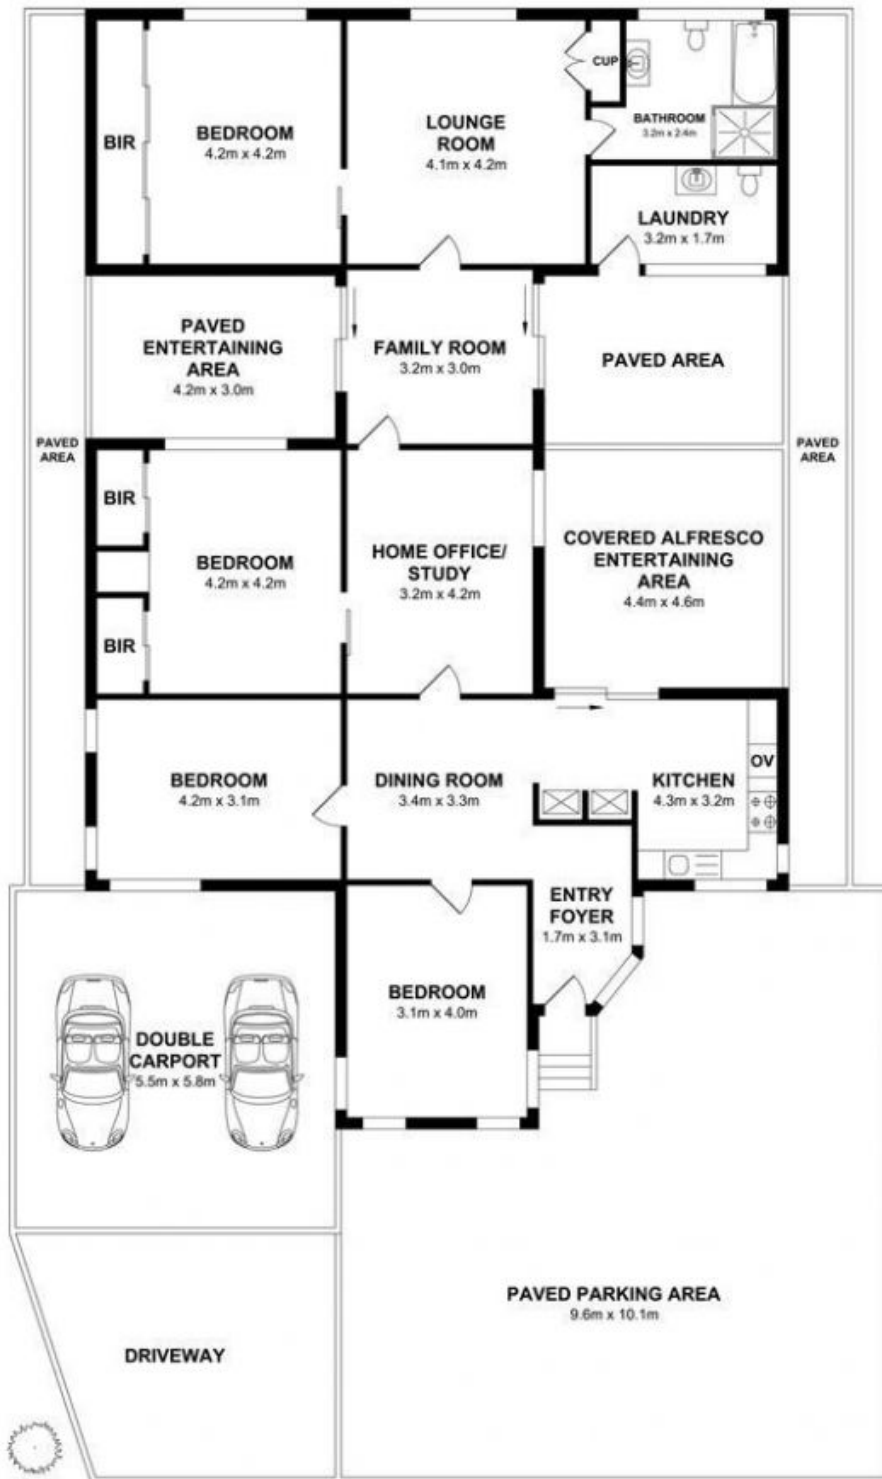 BIR
BEDROOM
4.2m x 4.2m
LOUNGE
ROOM
4.1m x 4.2m
CUP
BATHROOM
3.2m x 2.4m
LAUNDRY
3.2m x 1.7m
PAVED
ENTERTAINING
AREA
4.2m x 3.0m
FAMILY ROOM
3.2m x 3.0m
PAVED AREA
PAVED
AREA
PAVED
AREA
BIR
BEDROOM
4.2m x 4.2m
BIR
HOME OFFICE/
STUDY
3.2m x 4.2m
COVERED ALFRESCO
ENTERTAINING
AREA
4.4m x 4.6m
BEDROOM
4.2m x 3.1m
DINING ROOM
3.4m x 3.3m
KITCHEN
4.3m x 3.2m
OV
ENTRY
FOYER
1.7m x 3.1m
BEDROOM
3.1m x 4.0m
DOUBLE
CARPORT
5.5m x 5.8m
PAVED PARKING AREA
9.6m x 10.1m
DRIVEWAY